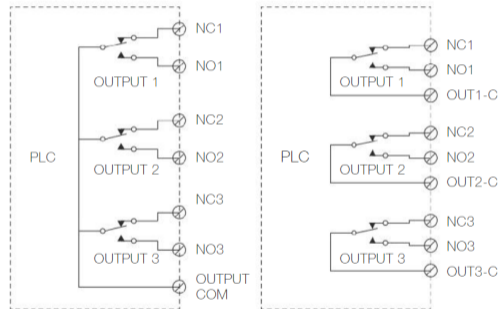 NC1
NO1
OUTPUT 1
NC2
PLC
NO2
OUTPUT 2
NC3
NO3
OUTPUT 3
OUTPUT
COM
NC1
NO1
OUTPUT 1
OUT1-C
NC2
PLC
NO2
OUTPUT 2
OUT2-C
NC3
NO3
OUTPUT 3
OUT3-C